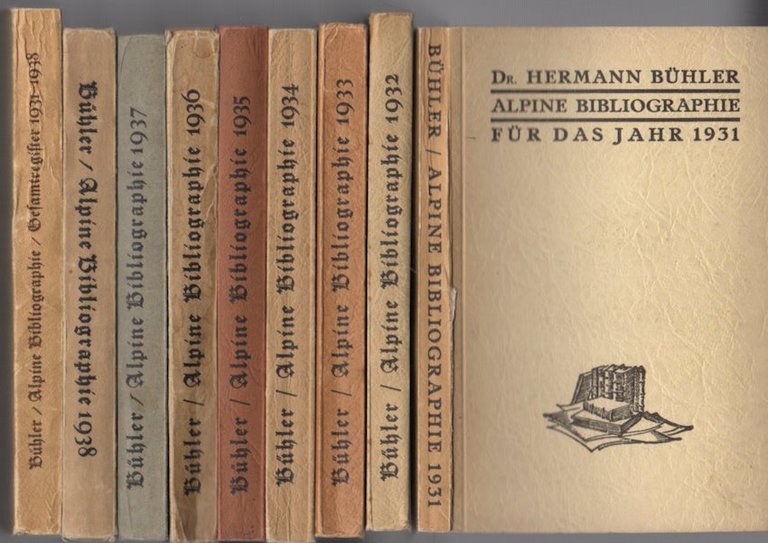 Bühler / Alpine Bibliographie / Gesamtregister 1931–1938
Bühler / Alpine Bibliographie 1938
Bühler / Alpine Bibliographie 1937
Bühler / Alpine Bibliographie 1936
Bühler / Alpine Bibliographie 1935
Bühler / Alpine Bibliographie 1934
Bühler / Alpine Bibliographie 1933
Bühler / Alpine Bibliographie 1932
BÜHLER / ALPINE BIBLIOGRAPHIE 1931
DR. HERMANN BÜHLER
ALPINE BIBLIOGRAPHIE
FÜR DAS JAHR 1931